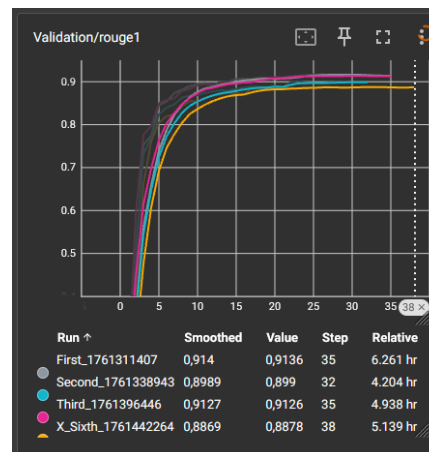 Validation/rouge1
0.9
0.8
0.7
0.6
0.5
0 5 10 15 20 25 30 35 38 ×
Run ↑ Smoothed Value Step Relative
First_1761311407 0,914 0,9136 35 6.261 hr
Second_1761338943 0,8989 0,899 32 4.204 hr
Third_1761396446 0,9127 0,9126 35 4.938 hr
X_Sixth_1761442264 0,8869 0,8878 38 5.139 hr